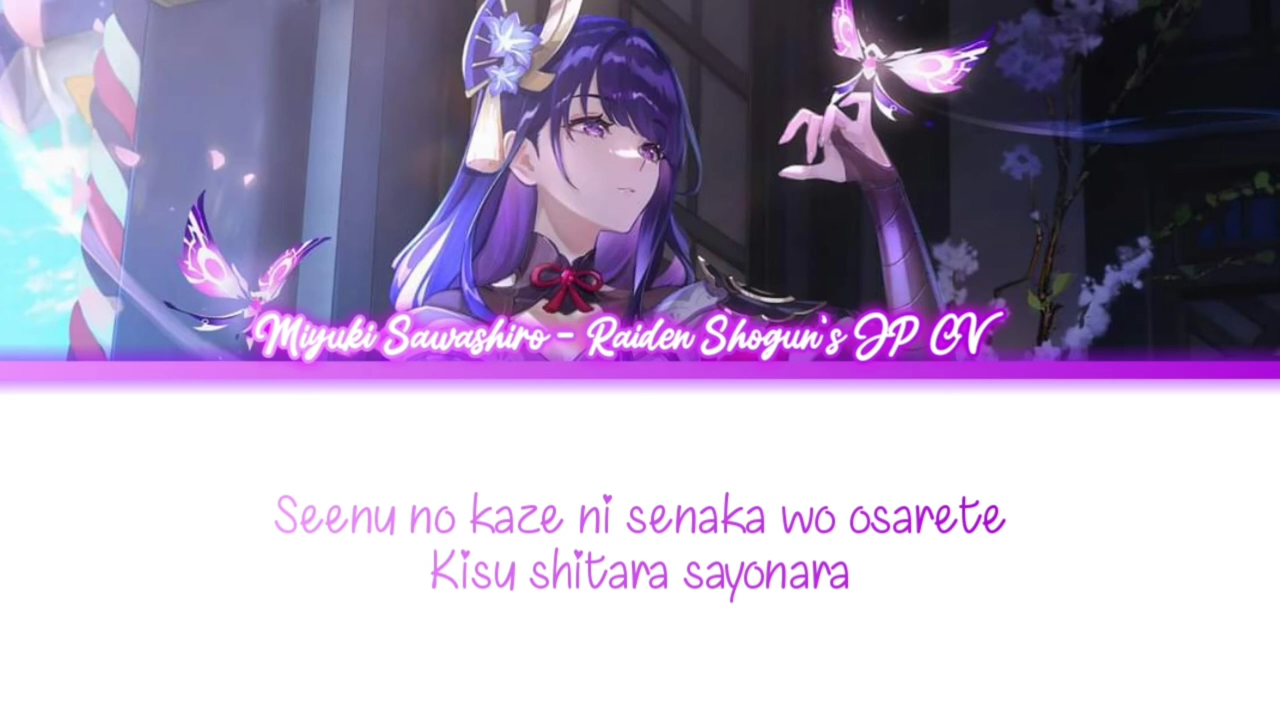 Miyuki Sawashiro - Raiden Shogun's JP CV
Seenu no kaze ni senaka wo osarete
Kisu shitara sayonara